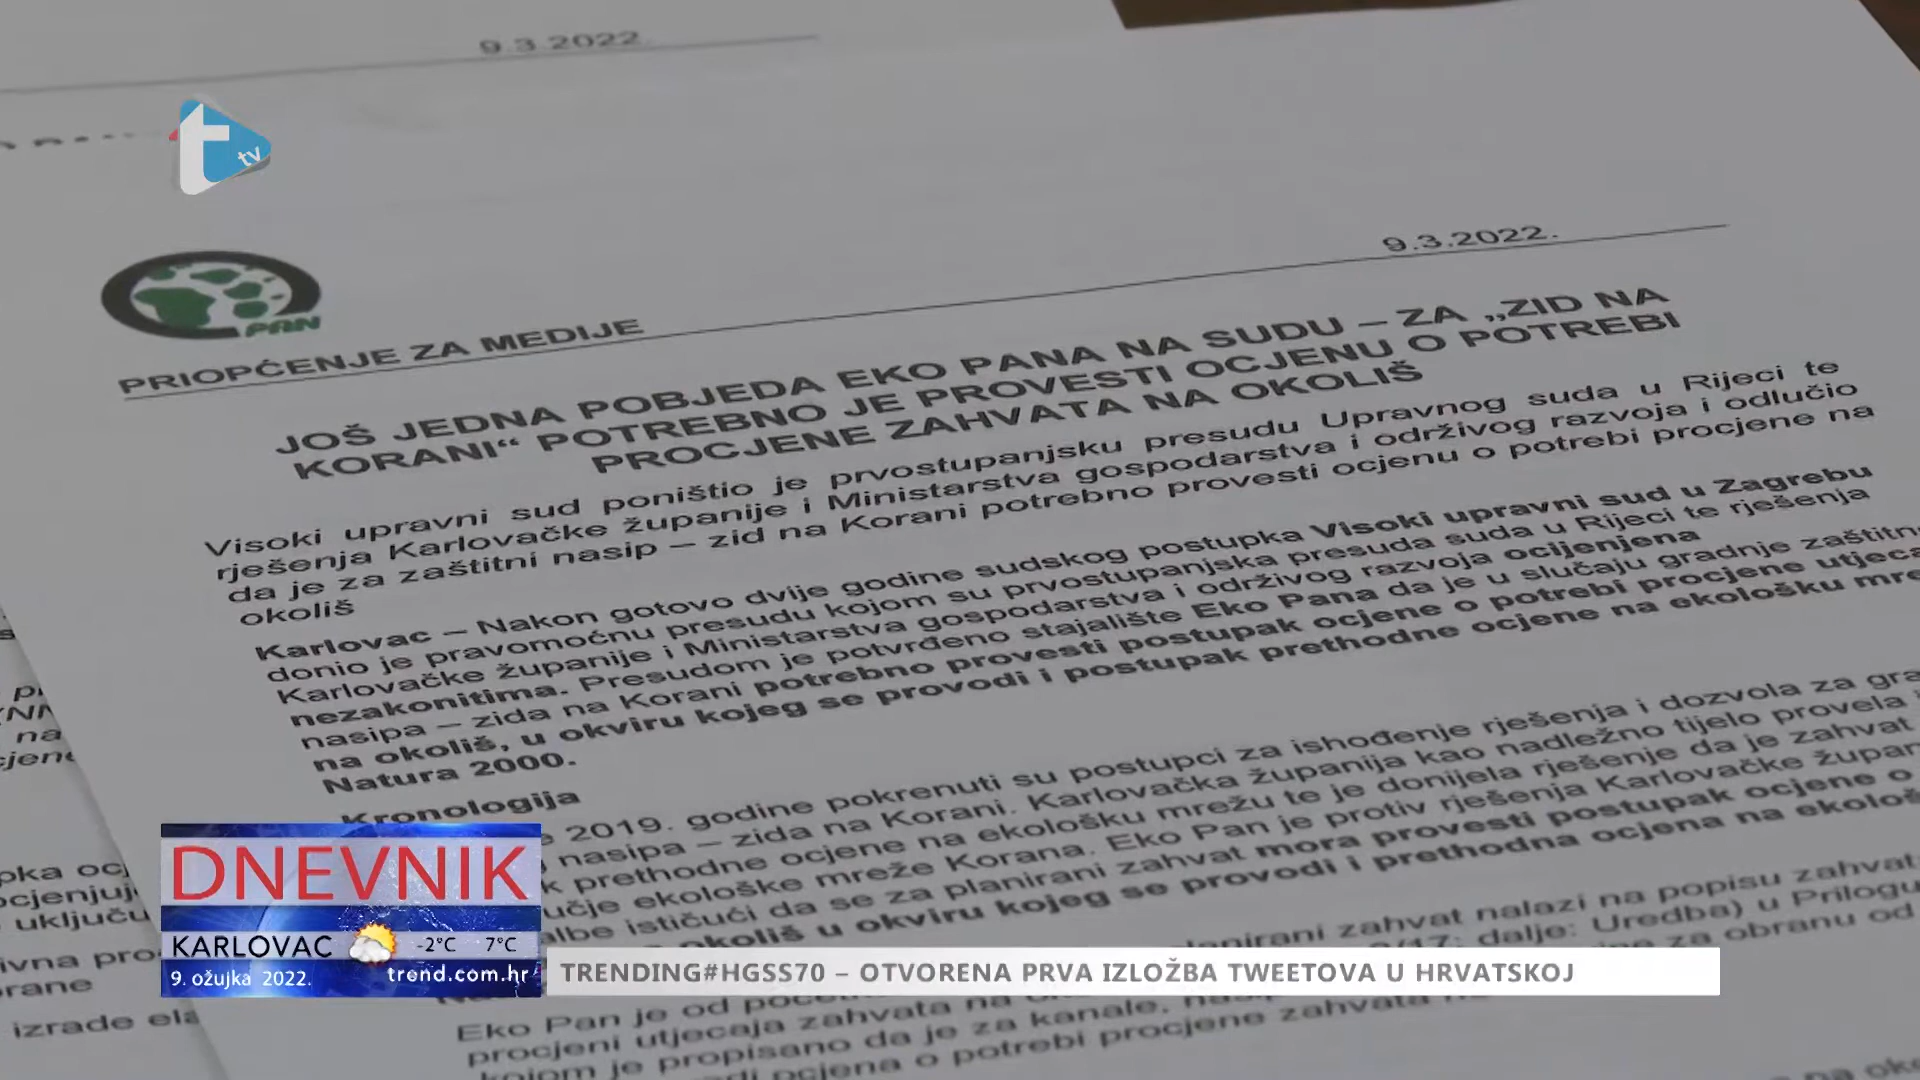 9.3.2022.
t tv
9.3.2022.
PAN
PRIOPĆENJE ZA MEDIJE
JOŠ JEDNA POBJEDA EKO PANA NA SUDU – ZA „ZID NA
KORANI“ POTREBNO JE PROVESTI OCJENU O POTREBI
PROCJENE ZAHVATA NA OKOLIŠ
Visoki upravni sud poništio je prvostupanjsku presudu Upravnog suda u Rijeci te
rješenja Karlovačke županije i Ministarstva gospodarstva i održivog razvoja i odlučio
da je za zaštitni nasip – zid na Korani potrebno provesti ocjenu o potrebi procjene na
okoliš
Karlovac – Nakon gotovo dvije godine sudskog postupka Visoki upravni sud u Zagrebu
donio je pravomoćnu presudu kojom su prvostupanjska presuda suda u Rijeci te rješenja
Karlovačke županije i Ministarstva gospodarstva i održivog razvoja ocijenjena
nezakonitima. Presudom je potvrđeno stajalište Eko Pana da je u slučaju gradnje zaštitno
nasipa – zida na Korani potrebno provesti postupak ocjene o potrebi procjene utjeca
na okoliš, u okviru kojeg se provodi i postupak prethodne ocjene na ekološku mre
Natura 2000.
Kronologija
e 2019. godine pokrenuti su postupci za ishođenje rješenja i dozvola za gra
nasipa – zida na Korani. Karlovačka županija kao nadležno tijelo provela
k prethodne ocjene na ekološku mrežu te je donijela rješenje da je zahvat
učje ekološke mreže Korana. Eko Pan je protiv rješenja Karlovačke župan
albe ističući da se za planirani zahvat mora provesti postupak ocjene o
okoliš u okviru kojeg se provodi i prethodna ocjena na ekološ
planirani zahvat nalazi na popisu zahvat
/17; dalje: Uredba) u Prilogu
za obranu od
Eko Pan je od počet
procjeni utjecaja zahvata na
kojom je propisano da je za kanale,
ocjena o potrebi procjene zahvata
DNEVNIK
KARLOVAC -2°C 7°C
9. ožujka 2022. trend.com.hr
TRENDING#HGSS70 – OTVORENA PRVA IZLOŽBA TWEETOVA U HRVATSKOJ